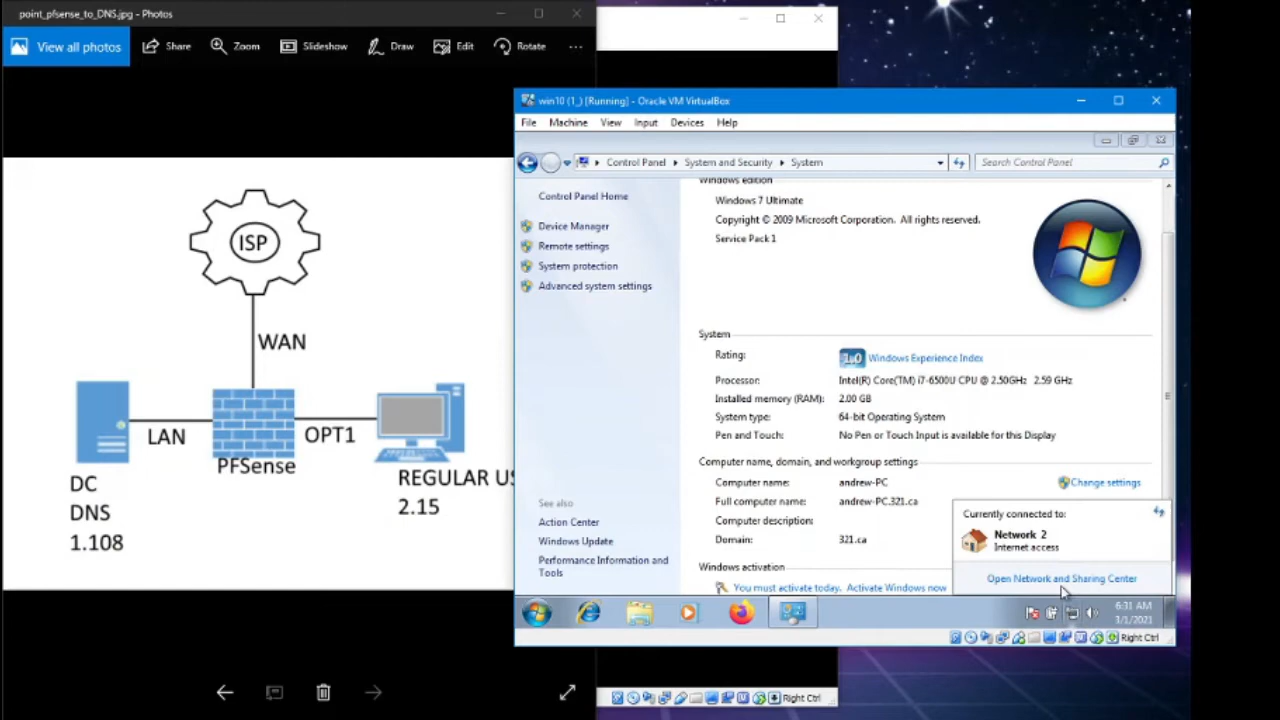 point_pfsense_to_DNS.jpg - Photos
View all photos
Share
Zoom
Slideshow
Draw
Edit
Rotate
ISP
WAN
LAN
OPT1
PFSense
DC
DNS
1.108
REGULAR US
2.15
win10 (1_) [Running] - Oracle VM VirtualBox
File Machine View Input Devices Help
Control Panel System and Security System
Search Control Panel
Control Panel Home
Device Manager
Remote settings
System protection
Advanced system settings
See also
Action Center
Windows Update
Performance Information and
Tools
Windows edition
Windows 7 Ultimate
Copyright © 2009 Microsoft Corporation. All rights reserved.
Service Pack 1
System
Rating: 1.0 Windows Experience Index
Processor: Intel(R) Core(TM) i7-6500U CPU @ 2.50GHz 2.59 GHz
Installed memory (RAM): 2.00 GB
System type: 64-bit Operating System
Pen and Touch: No Pen or Touch Input is available for this Display
Computer name, domain, and workgroup settings
Computer name: andrew-PC
Change settings
Full computer name: andrew-PC.321.ca
Computer description:
Domain: 321.ca
Windows activation
You must activate today. Activate Windows now
Currently connected to:
Network 2
Internet access
Open Network and Sharing Center
6:31 AM
3/1/2021
Right Ctrl
Right Ctrl